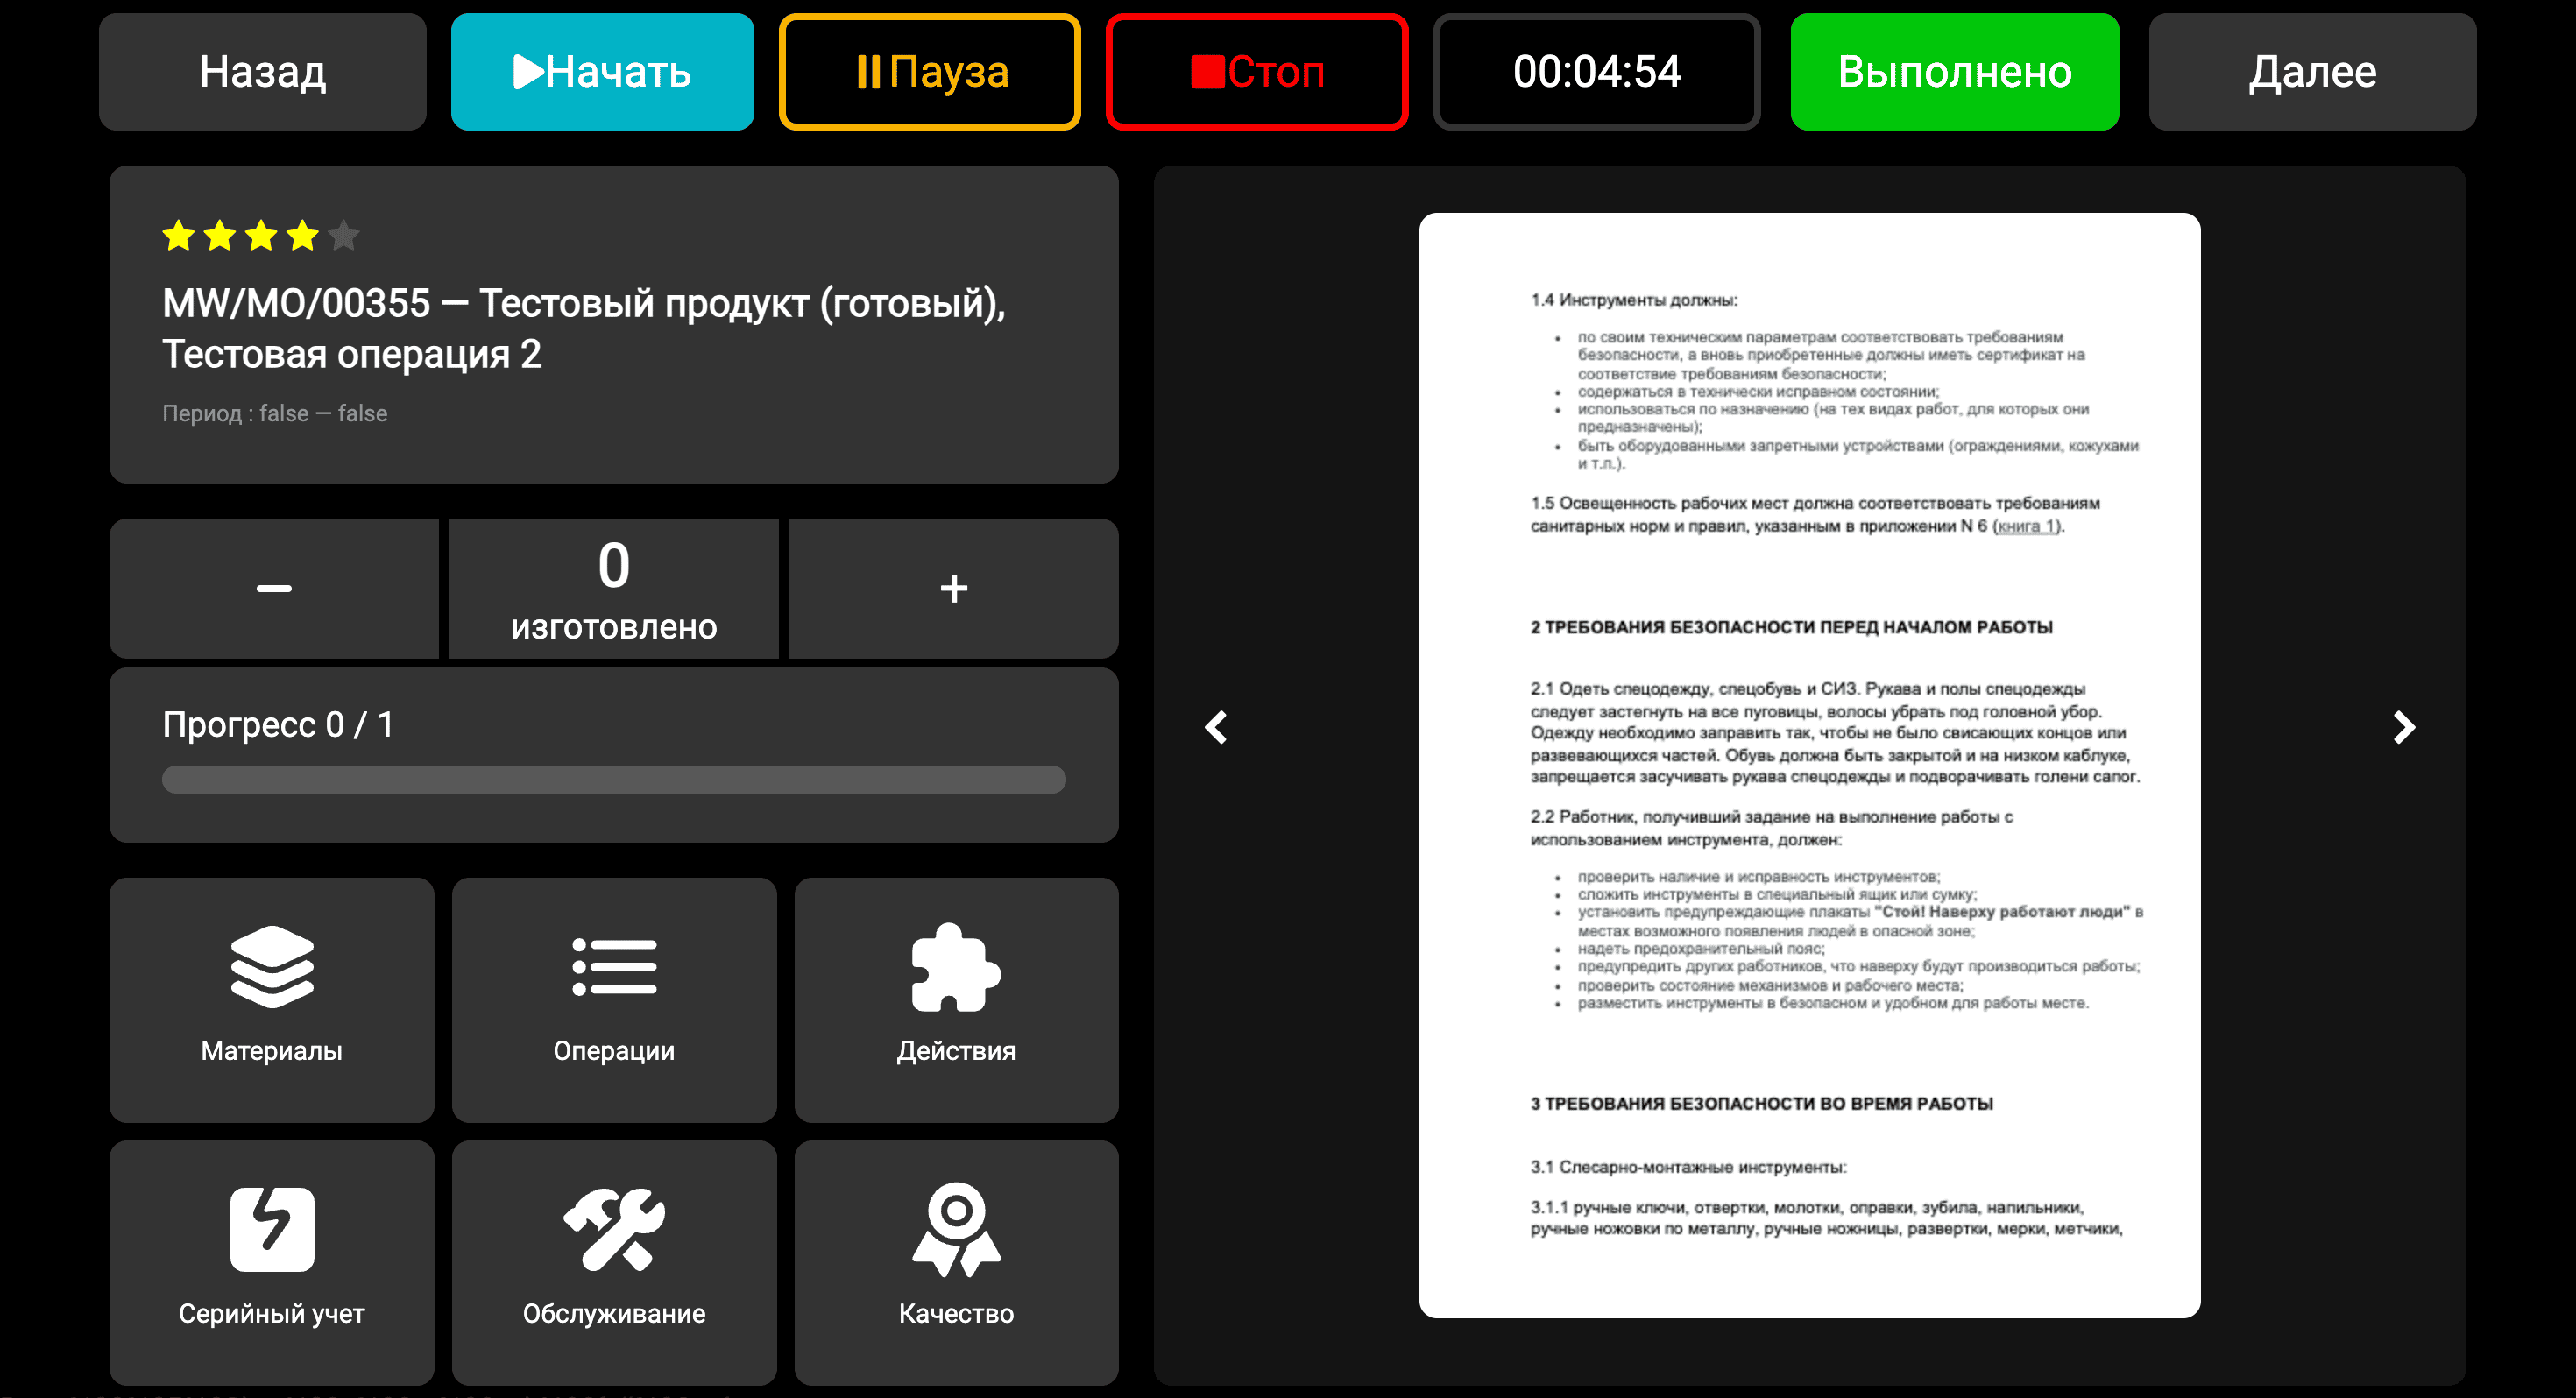 Назад
Начать
Пауза
Стоп
00:04:54
Выполнено
Далее
MW/MO/00355 — Тестовый продукт (готовый),
Тестовая операция 2
Период : false — false
−
0
изготовлено
+
Прогресс 0 / 1
Материалы
Операции
Действия
Серийный учет
Обслуживание
Качество
1.4 Инструменты должны:
• по своим техническим параметрам соответствовать требованиям
безопасности, а вновь приобретенные должны иметь сертификат на
соответствие требованиям безопасности;
• содержаться в технически исправном состоянии;
• использоваться по назначению (на тех видах работ, для которых они
предназначены);
• быть оборудованными запретными устройствами (ограждениями, кожухами
и т.п.).
1.5 Освещенность рабочих мест должна соответствовать требованиям
санитарных норм и правил, указанным в приложении N 6 (книга 1).
2 ТРЕБОВАНИЯ БЕЗОПАСНОСТИ ПЕРЕД НАЧАЛОМ РАБОТЫ
2.1 Одеть спецодежду, спецобувь и СИЗ. Рукава и полы спецодежды
следует застегнуть на все пуговицы, волосы убрать под головной убор.
Одежду необходимо заправить так, чтобы не было свисающих концов или
развевающихся частей. Обувь должна быть закрытой и на низком каблуке,
запрещается засучивать рукава спецодежды и подворачивать голени сапог.
2.2 Работник, получивший задание на выполнение работы с
использованием инструмента, должен:
• проверить наличие и исправность инструментов;
• сложить инструменты в специальный ящик или сумку;
• установить предупреждающие плакаты "Стой! Наверху работают люди" в
местах возможного появления людей в опасной зоне;
• надеть предохранительный пояс;
• предупредить других работников, что наверху будут производиться работы;
• проверить состояние механизмов и рабочего места;
• разместить инструменты в безопасном и удобном для работы месте.
3 ТРЕБОВАНИЯ БЕЗОПАСНОСТИ ВО ВРЕМЯ РАБОТЫ
3.1 Слесарно-монтажные инструменты:
3.1.1 ручные ключи, отвертки, молотки, оправки, зубила, напильники,
ручные ножовки по металлу, ручные ножницы, развертки, мерки, метчики,